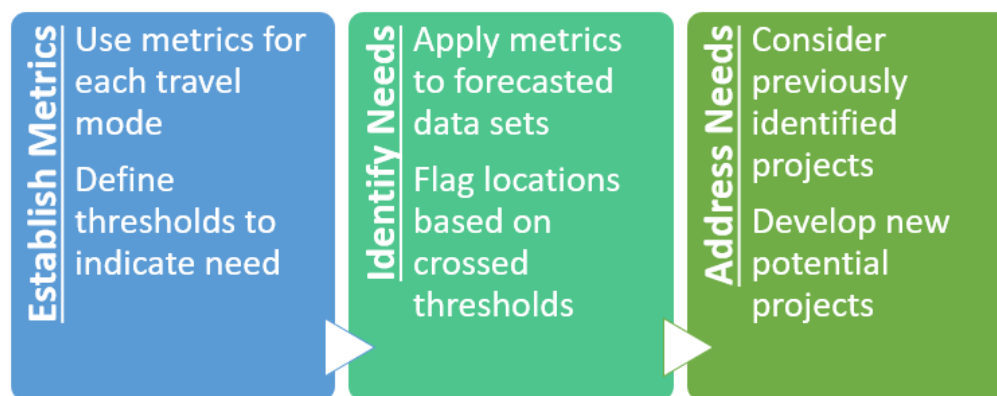 Establish Metrics
Use metrics for
each travel
mode
Define
thresholds to
indicate need
Identify Needs
Apply metrics
to forecasted
data sets
Flag locations
based on
crossed
thresholds
Address Needs
Consider
previously
identified
projects
Develop new
potential
projects